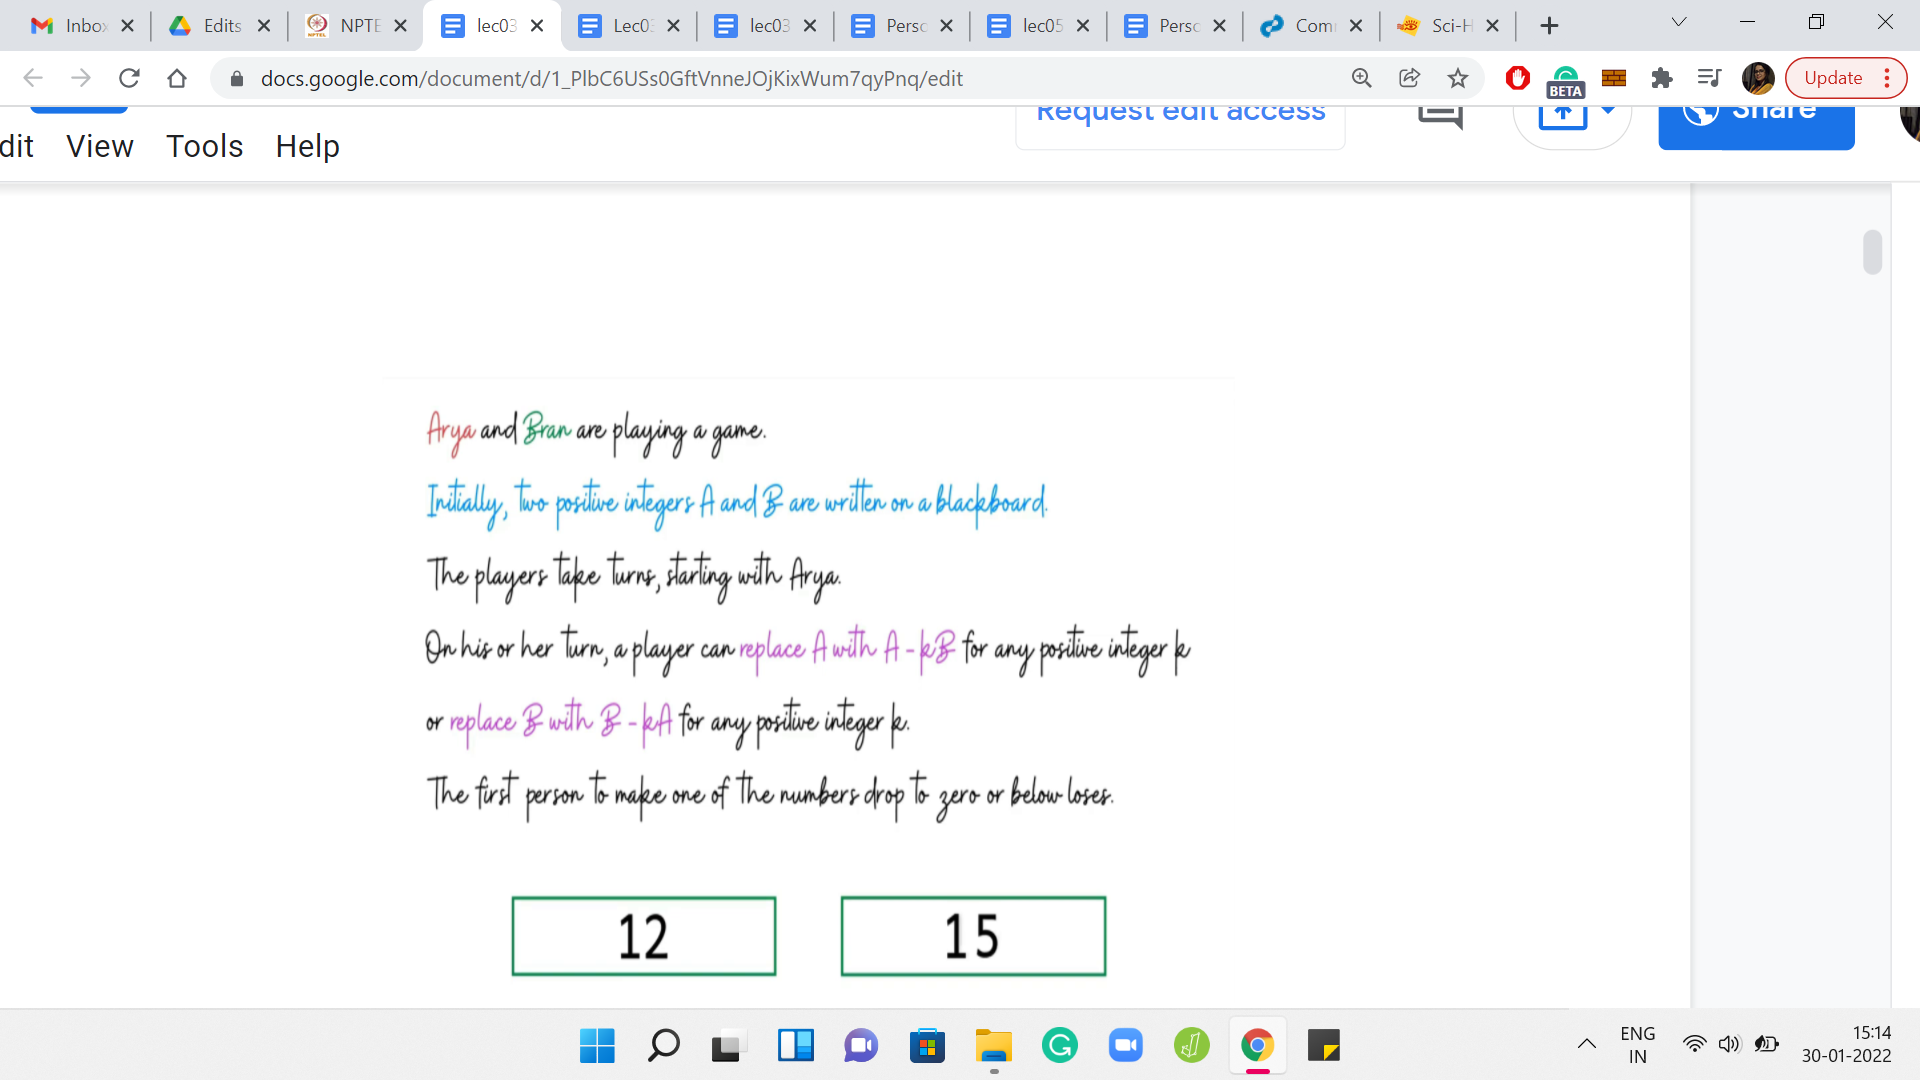 Inbox
Edits
NPTE
lec03
Lec03
lec03
Perso
lec05
Perso
Com
Sci-H
docs.google.com/document/d/1_PlbC6USs0GftVnneJOjKixWum7qyPnq/edit
BETA
Update
Request edit access
Share
dit View Tools Help
Arya and Bran are playing a game.
Initially, two positive integers A and B are written on a blackboard.
The players take turns, starting with Arya.
On his or her turn, a player can replace A with A - kB for any positive integer k
or replace B with B - kA for any positive integer k.
The first person to make one of the numbers drop to zero or below loses.
12 15
ENG
IN
15:14
30-01-2022